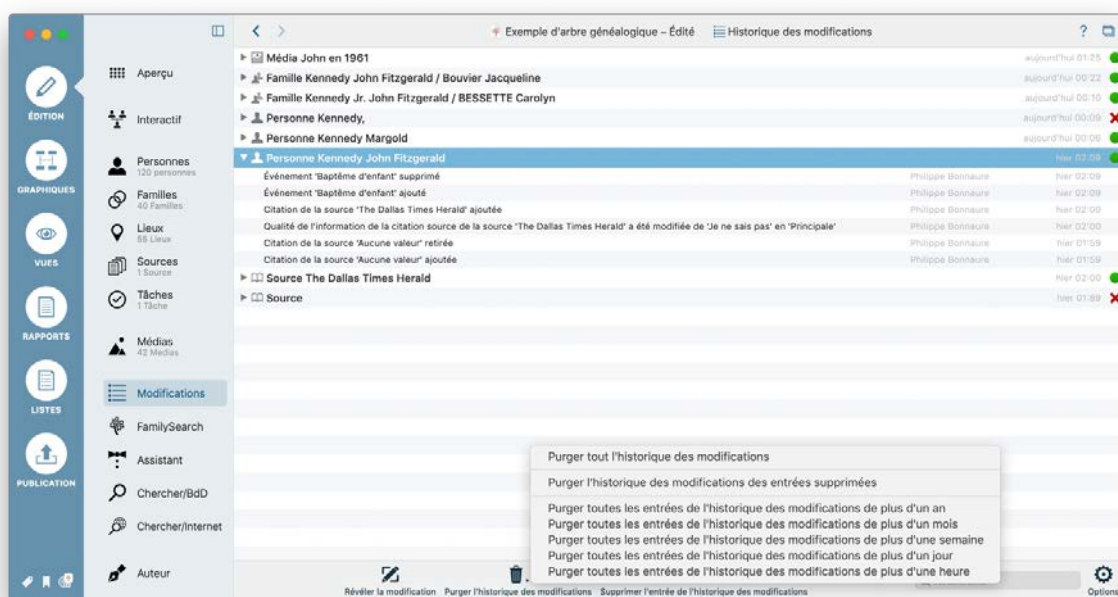 Exemple d'arbre généalogique – Édité Historique des modifications ?
ÉDITION
GRAPHIQUES
VUES
RAPPORTS
LISTES
PUBLICATION
Aperçu
Interactif
Personnes
120 personnes
Familles
40 Familles
Lieux
55 Lieux
Sources
1 Source
Tâches
1 Tâche
Médias
42 Medias
Modifications
FamilySearch
Assistant
Chercher/BdD
Chercher/Internet
Auteur
Média John en 1961 aujourd'hui 01:25
Famille Kennedy John Fitzgerald / Bouvier Jacqueline aujourd'hui 00:22
Famille Kennedy Jr. John Fitzgerald / BESSETTE Carolyn aujourd'hui 00:10
Personne Kennedy, aujourd'hui 00:09
Personne Kennedy Margold aujourd'hui 00:06
Personne Kennedy John Fitzgerald hier 02:09
Événement 'Baptême d'enfant' supprimé Philippe Bonnaure hier 02:09
Événement 'Baptême d'enfant' ajouté Philippe Bonnaure hier 02:09
Citation de la source 'The Dallas Times Herald' ajoutée Philippe Bonnaure hier 02:00
Qualité de l'information de la citation source de la source 'The Dallas Times Herald' a été modifiée de 'Je ne sais pas' en 'Principale' Philippe Bonnaure hier 02:00
Citation de la source 'Aucune valeur' retirée Philippe Bonnaure hier 01:59
Citation de la source 'Aucune valeur' ajoutée Philippe Bonnaure hier 01:59
Source The Dallas Times Herald hier 02:00
Source hier 01:59
Purger tout l'historique des modifications
Purger l'historique des modifications des entrées supprimées
Purger toutes les entrées de l'historique des modifications de plus d'un an
Purger toutes les entrées de l'historique des modifications de plus d'un mois
Purger toutes les entrées de l'historique des modifications de plus d'une semaine
Purger toutes les entrées de l'historique des modifications de plus d'un jour
Purger toutes les entrées de l'historique des modifications de plus d'une heure
Révéler la modification Purger l'historique des modifications Supprimer l'entrée de l'historique des modifications Options